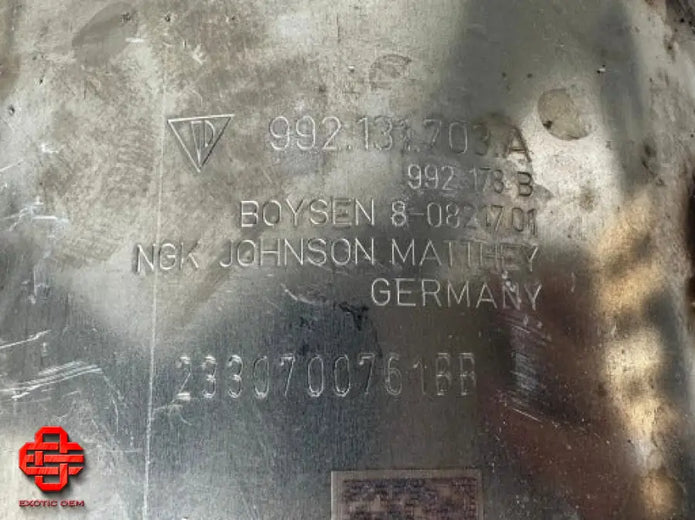 992.131.703.A
992.178.B
BOYSEN 8-0821701
NGK JOHNSON MATTHEY
GERMANY
2330700761BB
EXOTIC OEM